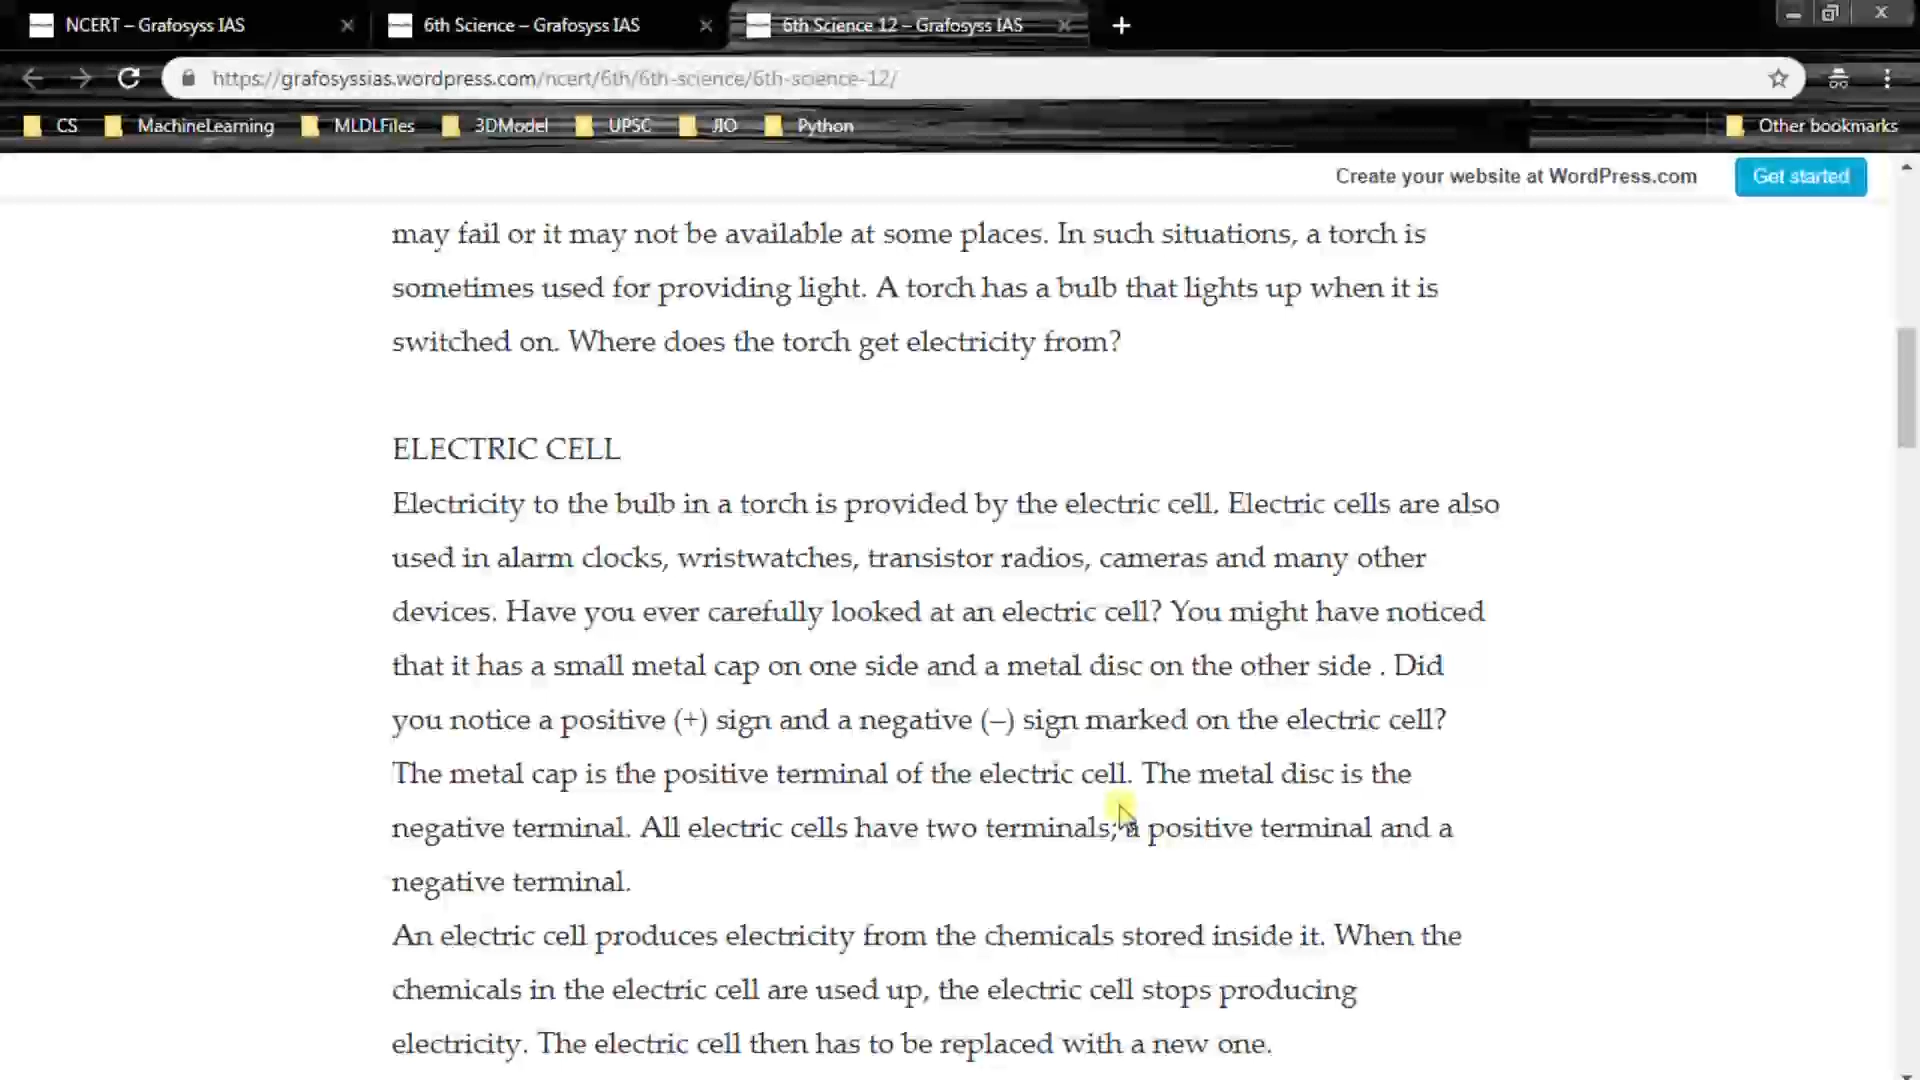 NCERT – Grafosyss IAS
6th Science – Grafosyss IAS
6th Science 12 – Grafosyss IAS
https://grafosyssias.wordpress.com/ncert/6th/6th-science/6th-science-12/
CS
MachineLearning
MLDLFiles
3DModel
UPSC
JIO
Python
Other bookmarks
Create your website at WordPress.com
Get started
may fail or it may not be available at some places. In such situations, a torch is
sometimes used for providing light. A torch has a bulb that lights up when it is
switched on. Where does the torch get electricity from?
ELECTRIC CELL
Electricity to the bulb in a torch is provided by the electric cell. Electric cells are also
used in alarm clocks, wristwatches, transistor radios, cameras and many other
devices. Have you ever carefully looked at an electric cell? You might have noticed
that it has a small metal cap on one side and a metal disc on the other side . Did
you notice a positive (+) sign and a negative (–) sign marked on the electric cell?
The metal cap is the positive terminal of the electric cell. The metal disc is the
negative terminal. All electric cells have two terminals; a positive terminal and a
negative terminal.
An electric cell produces electricity from the chemicals stored inside it. When the
chemicals in the electric cell are used up, the electric cell stops producing
electricity. The electric cell then has to be replaced with a new one.